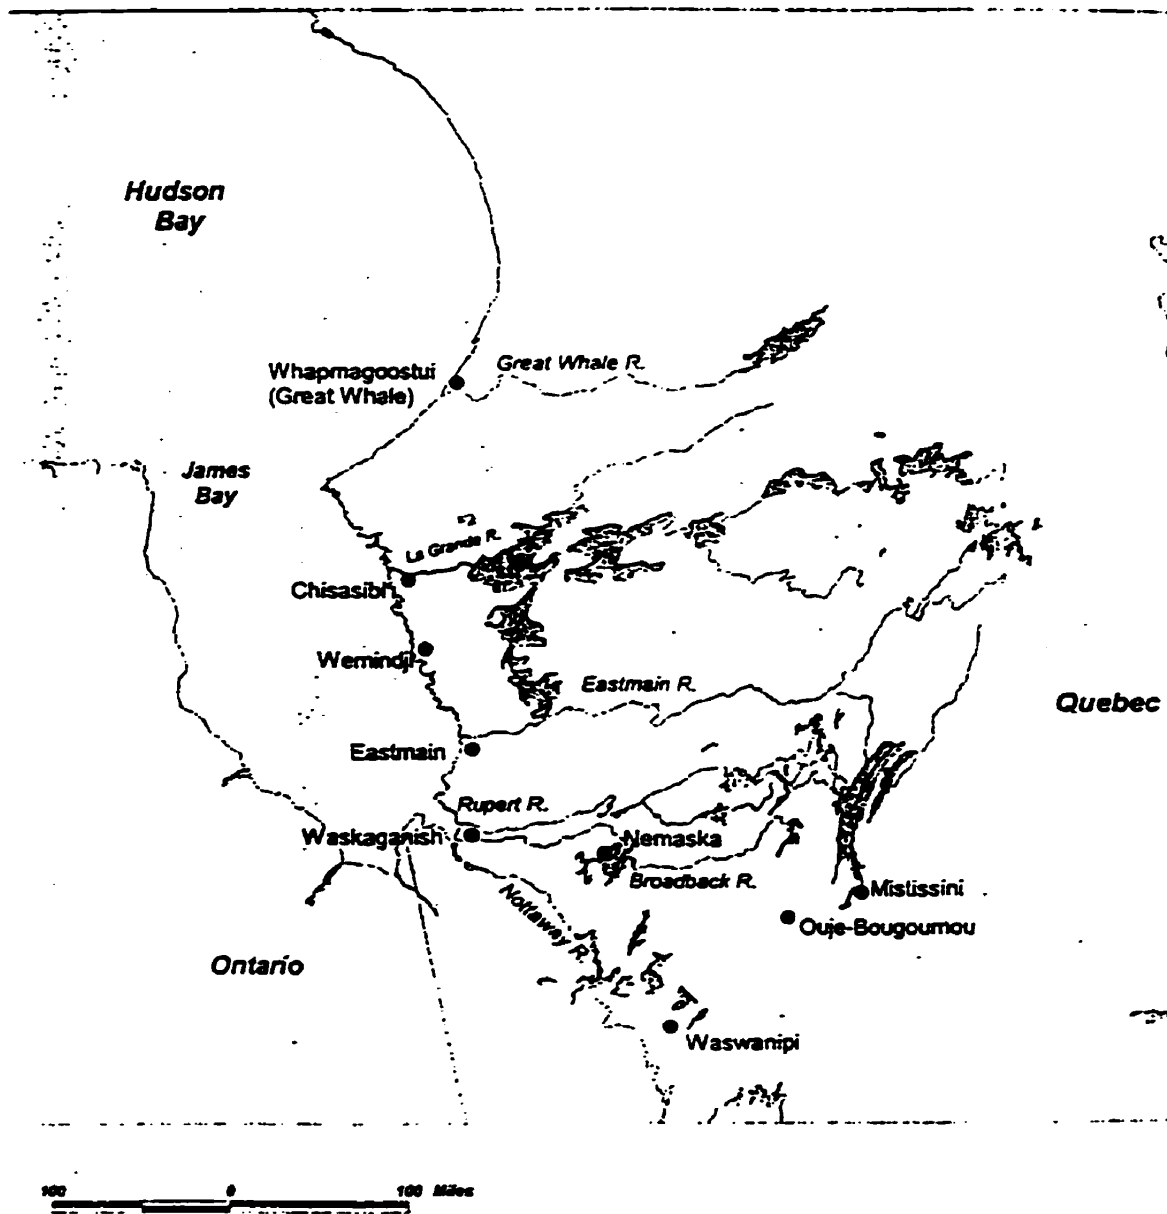 Hudson
Bay
Great Whale R.
Whapmagoostui
(Great Whale)
James
Bay
La Grande R.
Chisasibi
Wemindji
Eastmain R.
Quebec
Eastmain
Rupert R.
Waskaganish
Nemaska
Broadback R.
Mistissini
Nottaway R.
Ouje-Bougoumou
Ontario
Waswanipi
100 0 100 Miles